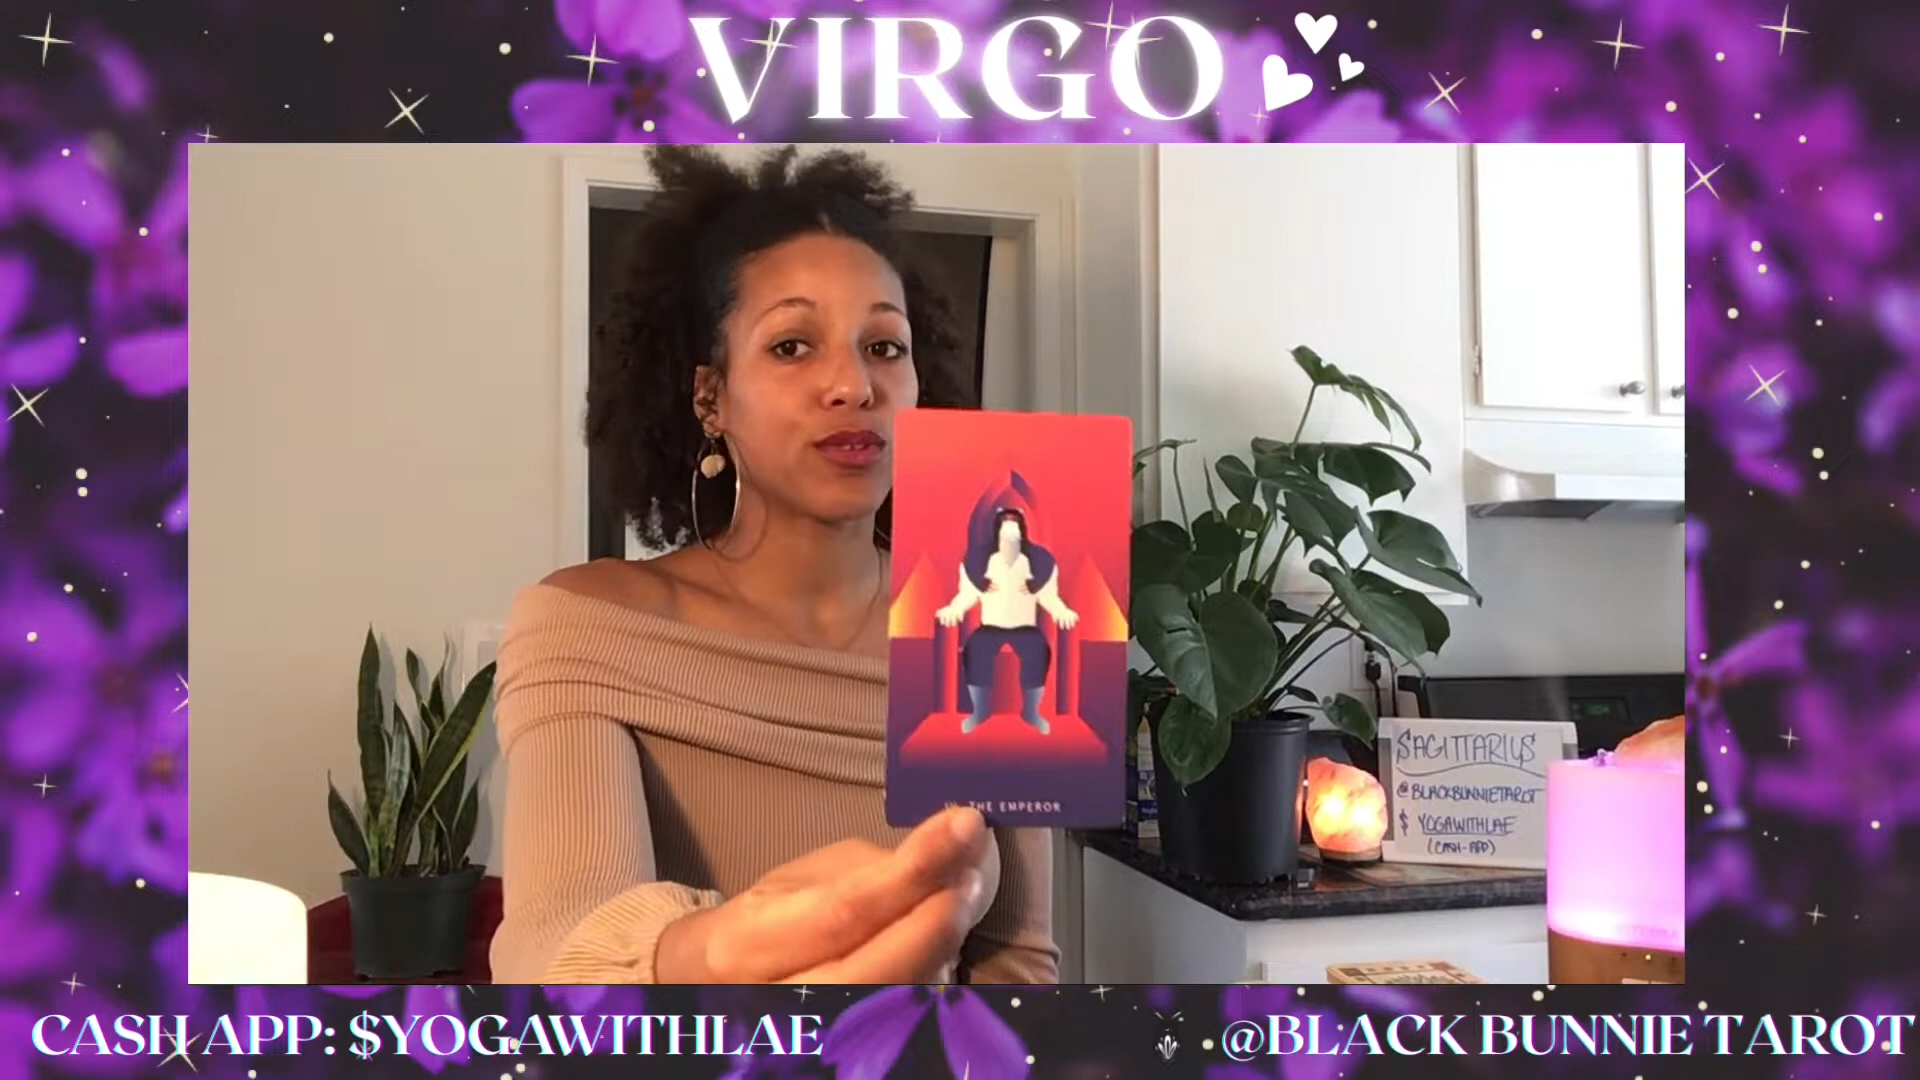 VIRGO
THE EMPEROR
SAGITTARIUS
@BLACKBUNNIETAROT
$ YOGAWITHLAE
(CASH-APP)
CASH APP: $YOGAWITHLAE
@BLACK BUNNIE TAROT